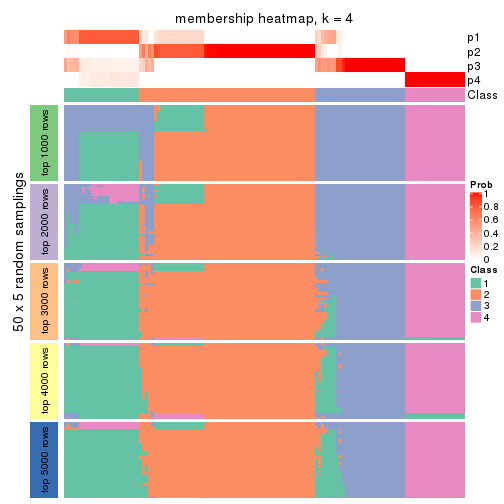 membership heatmap, k = 4
p1
p2
p3
p4
Class
50 x 5 random samplings
top 1000 rows
top 2000 rows
top 3000 rows
top 4000 rows
top 5000 rows
Prob
1
0.8
0.6
0.4
0.2
0
Class
1
2
3
4